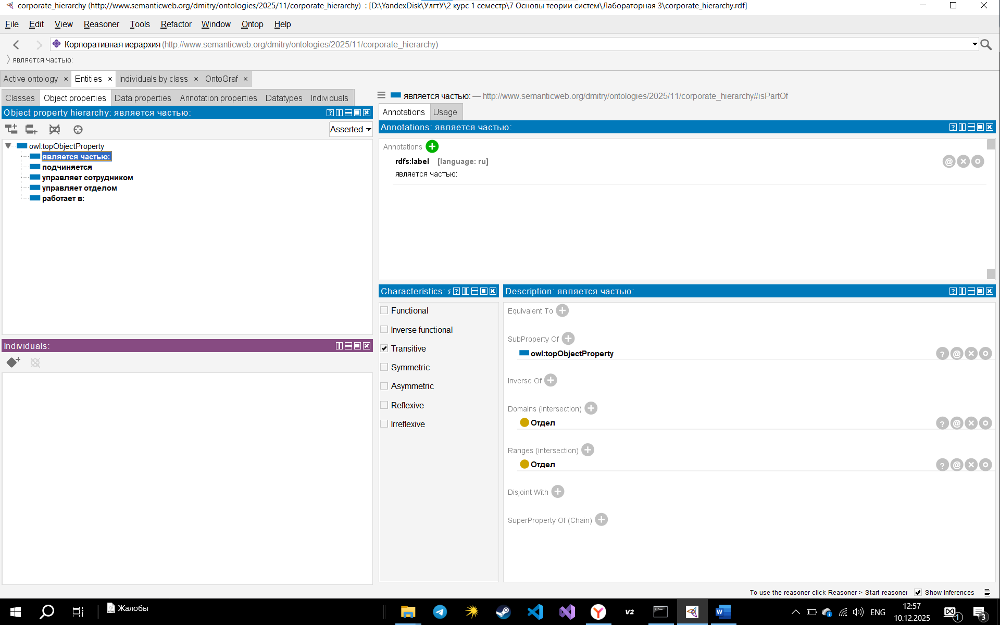 corporate_hierarchy (http://www.semanticweb.org/dmitry/ontologies/2025/11/corporate_hierarchy) : [D:\YandexDisk\УлгтУ\2 курс 1 семестр\7 Основы теории систем\Лабораторная 3\corporate_hierarchy.rdf]
File Edit View Reasoner Tools Refactor Window Ontop Help
Корпоративная иерархия (http://www.semanticweb.org/dmitry/ontologies/2025/11/corporate_hierarchy)
является частью:
Active ontology × Entities × Individuals by class × OntoGraf ×
Classes Object properties Data properties Annotation properties Datatypes Individuals
Object property hierarchy: является частью:
Asserted
owl:topObjectProperty
является частью:
подчиняется
управляет сотрудником
управляет отделом
работает в:
Individuals:
является частью: — http://www.semanticweb.org/dmitry/ontologies/2025/11/corporate_hierarchy#isPartOf
Annotations Usage
Annotations: является частью:
Annotations
rdfs:label [language: ru]
является частью:
Characteristics:
Functional
Inverse functional
Transitive
Symmetric
Asymmetric
Reflexive
Irreflexive
Description: является частью:
Equivalent To
SubProperty Of
owl:topObjectProperty
Inverse Of
Domains (intersection)
Отдел
Ranges (intersection)
Отдел
Disjoint With
SuperProperty Of (Chain)
To use the reasoner click Reasoner > Start reasoner Show Inferences
Жалобы
V2
ENG
12:57
10.12.2025
1
3